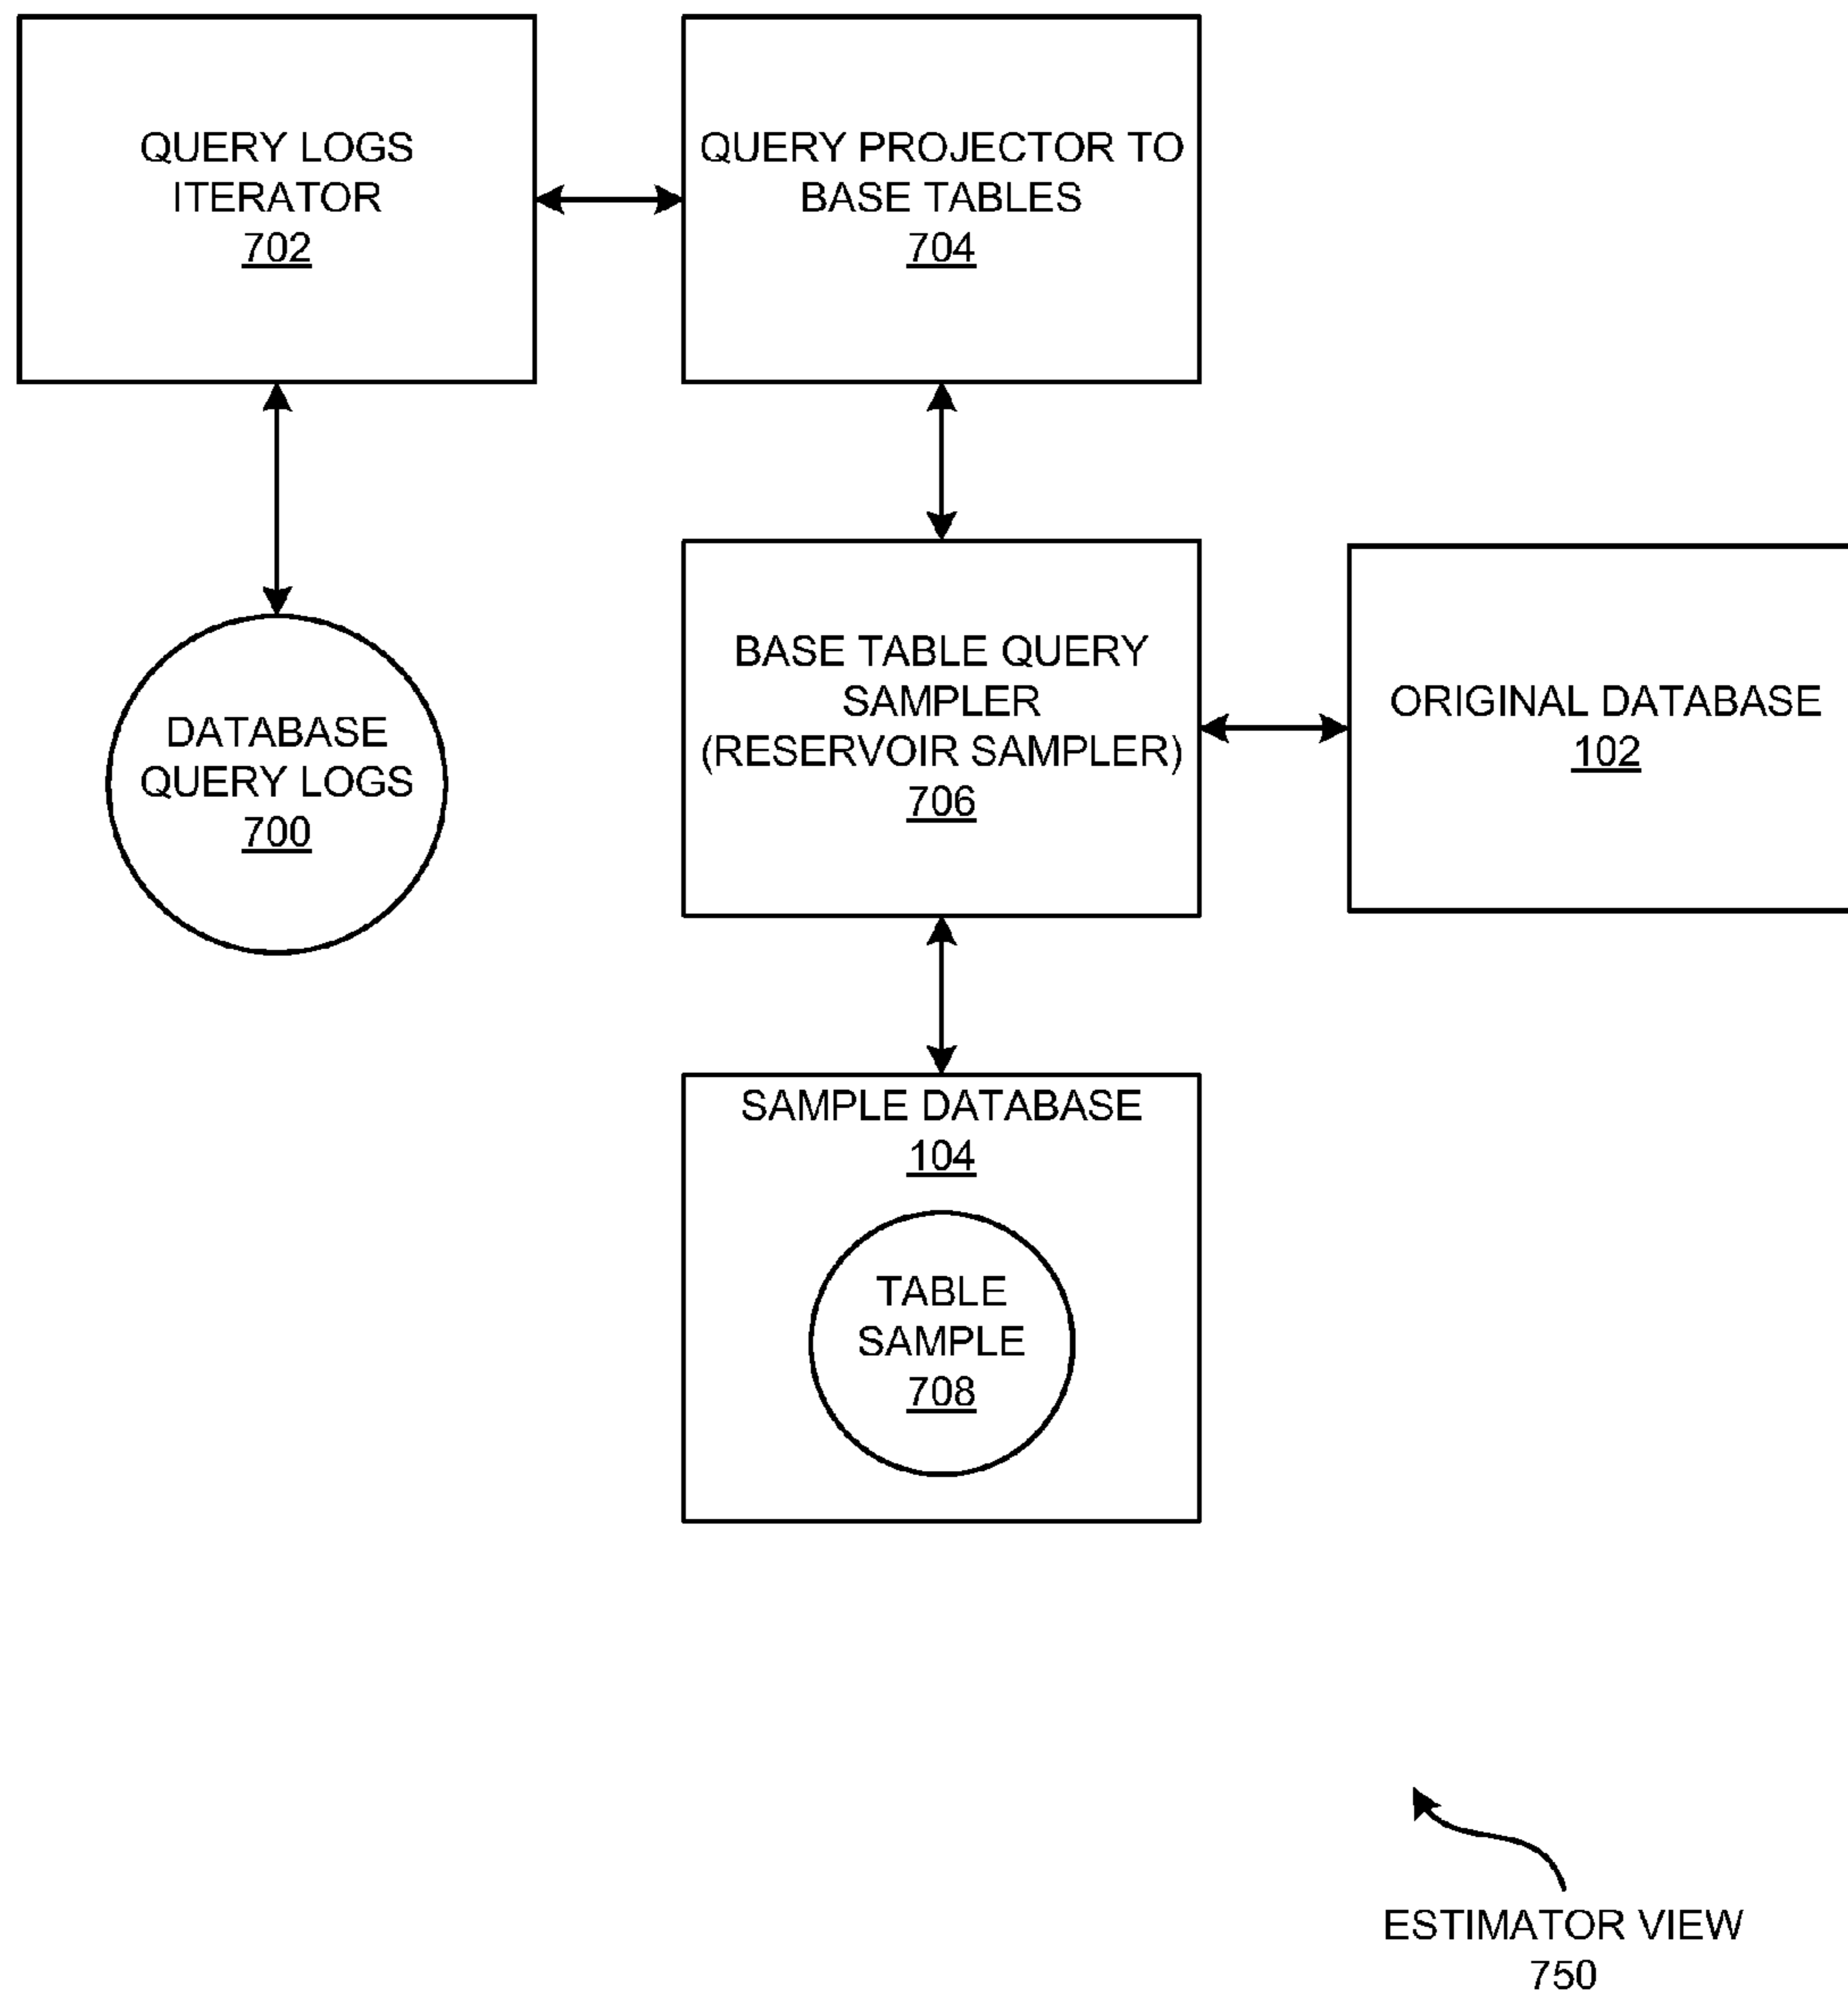 QUERY LOGS
ITERATOR
702
QUERY PROJECTOR TO
BASE TABLES
704
DATABASE
QUERY LOGS
700
BASE TABLE QUERY
SAMPLER
(RESERVOIR SAMPLER)
706
ORIGINAL DATABASE
102
SAMPLE DATABASE
104
TABLE
SAMPLE
708
ESTIMATOR VIEW
750